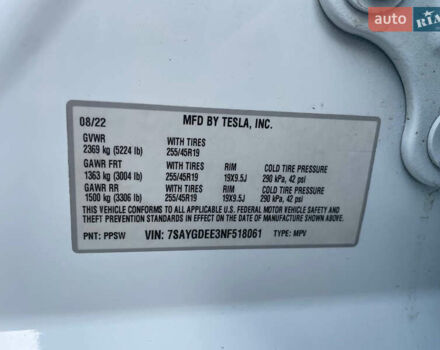 auto RIA
08/22 MFD BY TESLA, INC.
GVWR WITH TIRES
2369 kg (5224 lb) 255/45R19
GAWR FRT WITH TIRES RIM COLD TIRE PRESSURE
1363 kg (3004 lb) 255/45R19 19X9.5J 290 kPa, 42 psi
GAWR RR WITH TIRES RIM COLD TIRE PRESSURE
1500 kg (3306 lb) 255/45R19 19X9.5J 290 kPa, 42 psi
THIS VEHICLE CONFORMS TO ALL APPLICABLE U.S. FEDERAL MOTOR VEHICLE SAFETY AND
THEFT PREVENTION STANDARDS IN EFFECT ON THE DATE OF MANUFACTURE SHOWN ABOVE.
PNT: PPSW VIN: 7SAYGDEE3NF518061 TYPE: MPV